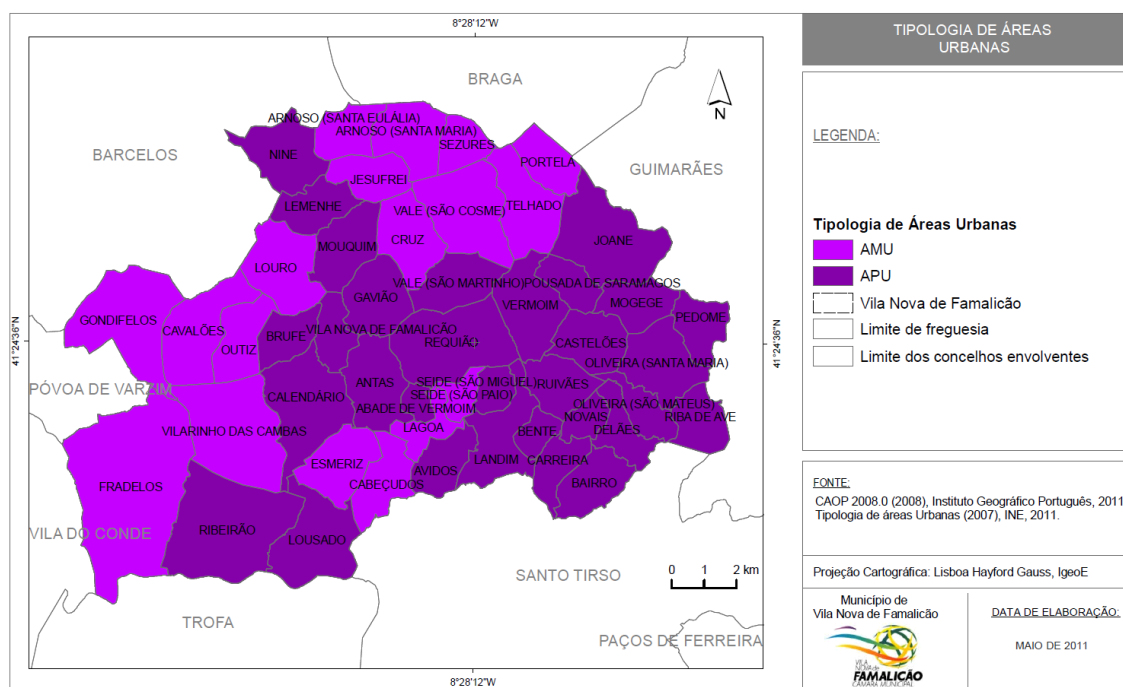 8°28'12"W
TIPOLOGIA DE ÁREAS
URBANAS
BRAGA
N
BARCELOS
GUIMARÃES
ARNOSO (SANTA EULÁLIA)
ARNOSO (SANTA MARIA)
SEZURES
NINE
PORTELA
JESUFREI
LEMENHE
VALE (SÃO COSME)
TELHADO
CRUZ
MOUQUIM
JOANE
LOURO
VALE (SÃO MARTINHO)
POUSADA DE SARAMAGOS
GAVIÃO
VERMOIM
MOGEGE
GONDIFELOS
CAVALÕES
PEDOME
BRUFE
VILA NOVA DE FAMALICÃO
REQUIÃO
CASTELÕES
OUTIZ
41°24'36"N
41°24'36"N
OLIVEIRA (SANTA MARIA)
PÓVOA DE VARZIM
ANTAS
SEIDE (SÃO MIGUEL)
RUIVÃES
CALENDÁRIO
SEIDE (SÃO PAIO)
ABADE DE VERMOIM
OLIVEIRA (SÃO MATEUS)
NOVAIS
RIBA DE AVE
VILARINHO DAS CAMBAS
LAGOA
BENTE
DELÃES
ESMERIZ
LANDIM
CARREIRA
AVIDOS
CABEÇUDOS
BAIRRO
FRADELOS
RIBEIRÃO
VILA DO CONDE
LOUSADO
SANTO TIRSO
0 1 2 km
TROFA
PAÇOS DE FERREIRA
8°28'12"W
LEGENDA:
Tipologia de Áreas Urbanas
AMU
APU
Vila Nova de Famalicão
Limite de freguesia
Limite dos concelhos envolventes
FONTE:
CAOP 2008.0 (2008), Instituto Geográfico Português, 2011
Tipologia de áreas Urbanas (2007), INE, 2011.
Projeção Cartográfica: Lisboa Hayford Gauss, IgeoE
Município de
Vila Nova de Famalicão
VILA
NOVA DE
FAMALICÃO
CÂMARA MUNICIPAL
DATA DE ELABORAÇÃO:
MAIO DE 2011